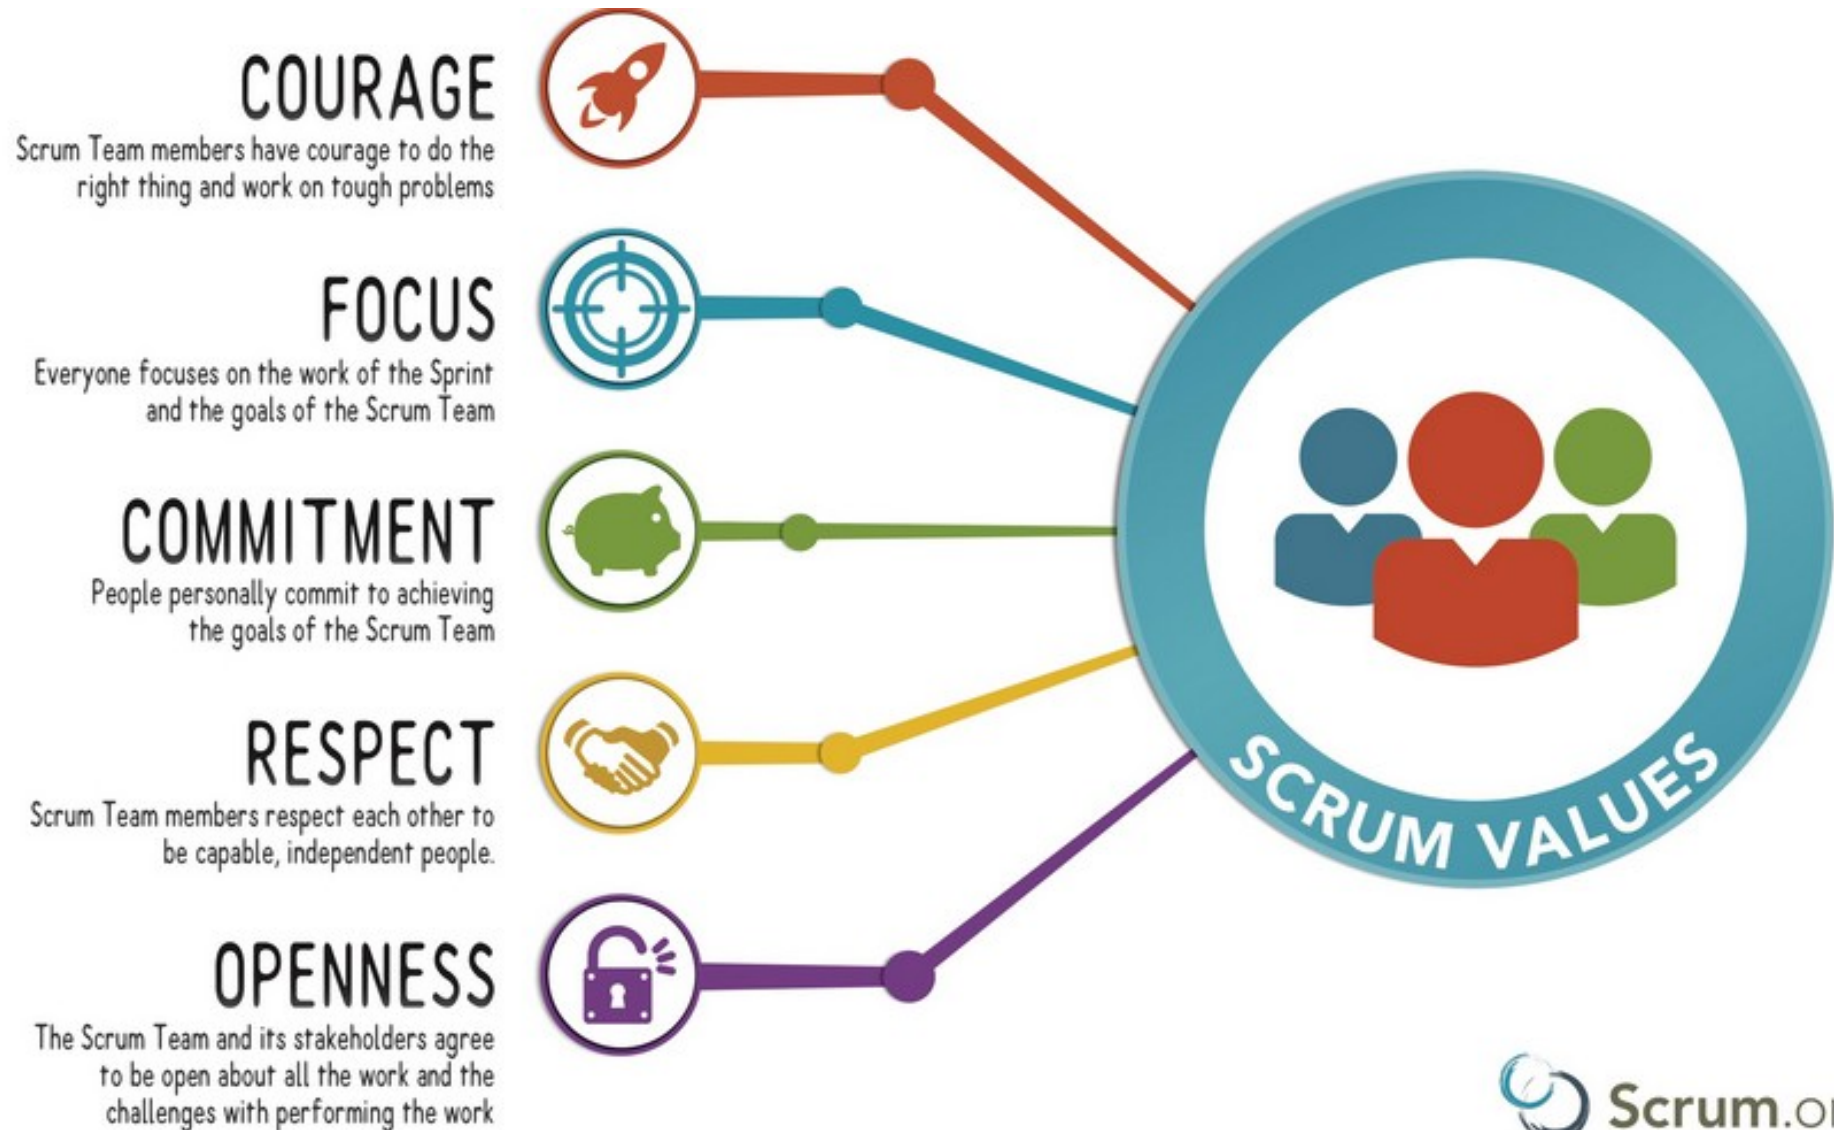 COURAGE
Scrum Team members have courage to do the
right thing and work on tough problems
FOCUS
Everyone focuses on the work of the Sprint
and the goals of the Scrum Team
COMMITMENT
People personally commit to achieving
the goals of the Scrum Team
RESPECT
Scrum Team members respect each other to
be capable, independent people.
OPENNESS
The Scrum Team and its stakeholders agree
to be open about all the work and the
challenges with performing the work
SCRUM VALUES
Scrum.or